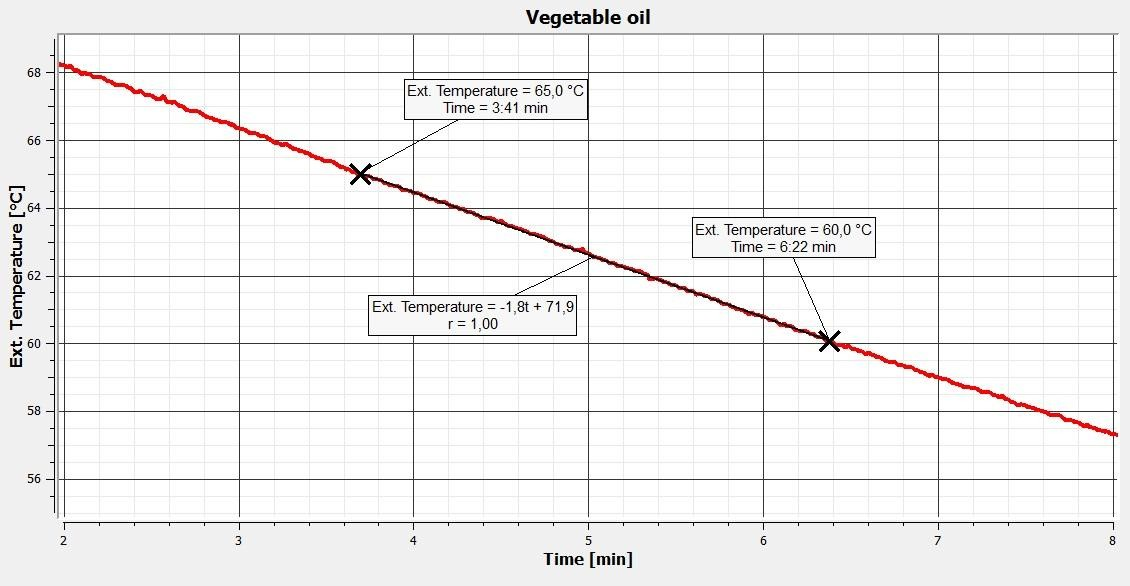 Vegetable oil
Ext. Temperature [°C]
68
66
64
62
60
58
56
Ext. Temperature = 65,0 °C
Time = 3:41 min
Ext. Temperature = 60,0 °C
Time = 6:22 min
Ext. Temperature = -1,8t + 71,9
r = 1,00
2 3 4 5 6 7 8
Time [min]